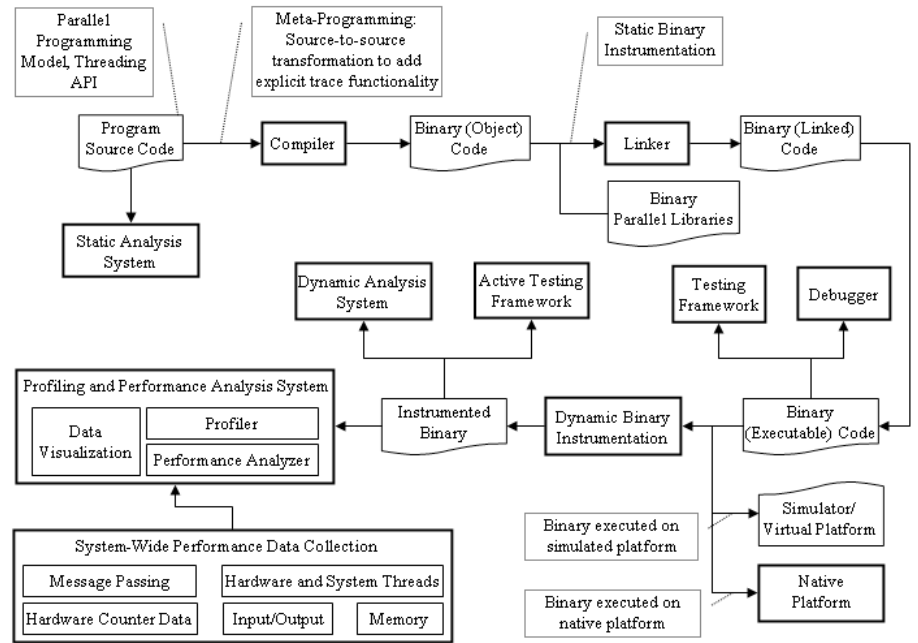 Parallel
Programming
Model, Threading
API
Meta-Programming:
Source-to-source
transformation to add
explicit trace functionality
Static Binary
Instrumentation
Program
Source Code
Compiler
Binary (Object)
Code
Linker
Binary (Linked)
Code
Binary
Parallel Libraries
Static Analysis
System
Dynamic Analysis
System
Active Testing
Framework
Testing
Framework
Debugger
Profiling and Performance Analysis System
Data
Visualization
Profiler
Performance Analyzer
Instrumented
Binary
Dynamic Binary
Instrumentation
Binary
(Executable) Code
Simulator/
Virtual Platform
Binary executed on
simulated platform
Native
Platform
Binary executed on
native platform
System-Wide Performance Data Collection
Message Passing
Hardware and System Threads
Hardware Counter Data
Input/Output
Memory